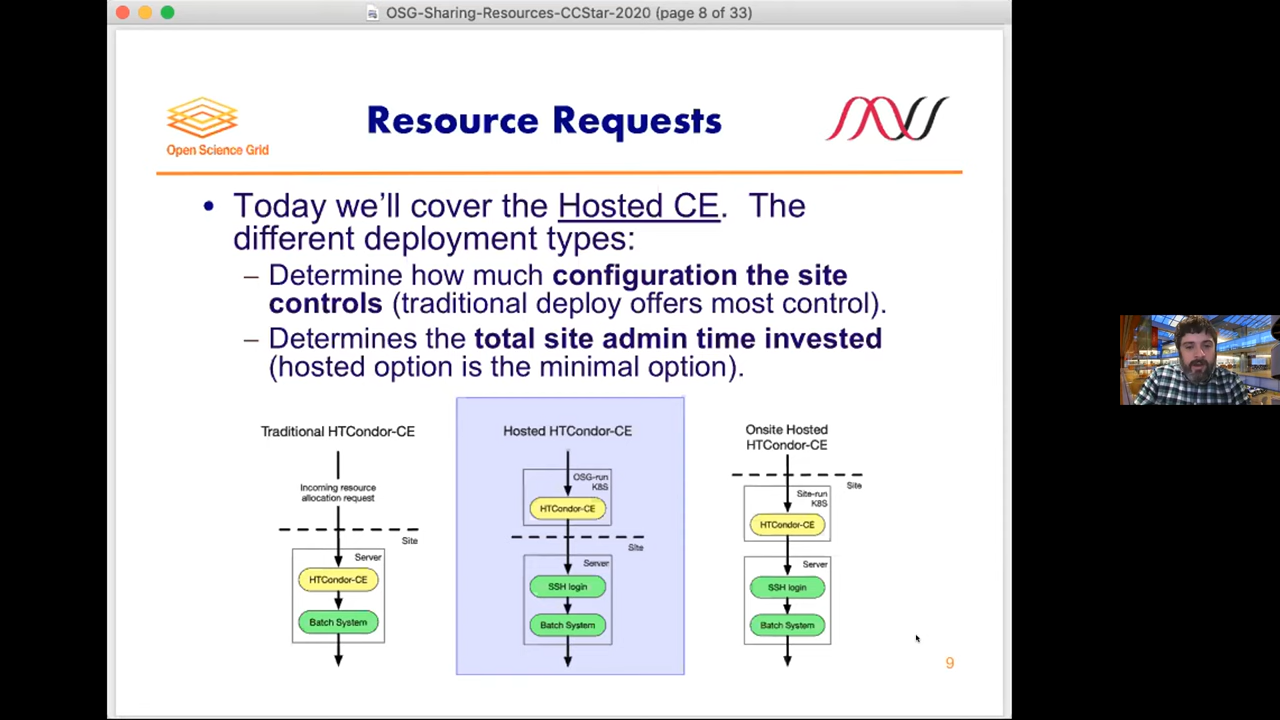 OSG-Sharing-Resources-CCStar-2020 (page 8 of 33)
Open Science Grid
Resource Requests
• Today we'll cover the Hosted CE. The
different deployment types:
– Determine how much configuration the site
controls (traditional deploy offers most control).
– Determines the total site admin time invested
(hosted option is the minimal option).
Traditional HTCondor-CE
Incoming resource
allocation request
Site
Server
HTCondor-CE
Batch System
Hosted HTCondor-CE
OSG-run
K8S
HTCondor-CE
Site
Server
SSH login
Batch System
Onsite Hosted
HTCondor-CE
Site
Site-run
K8S
HTCondor-CE
Server
SSH login
Batch System
9